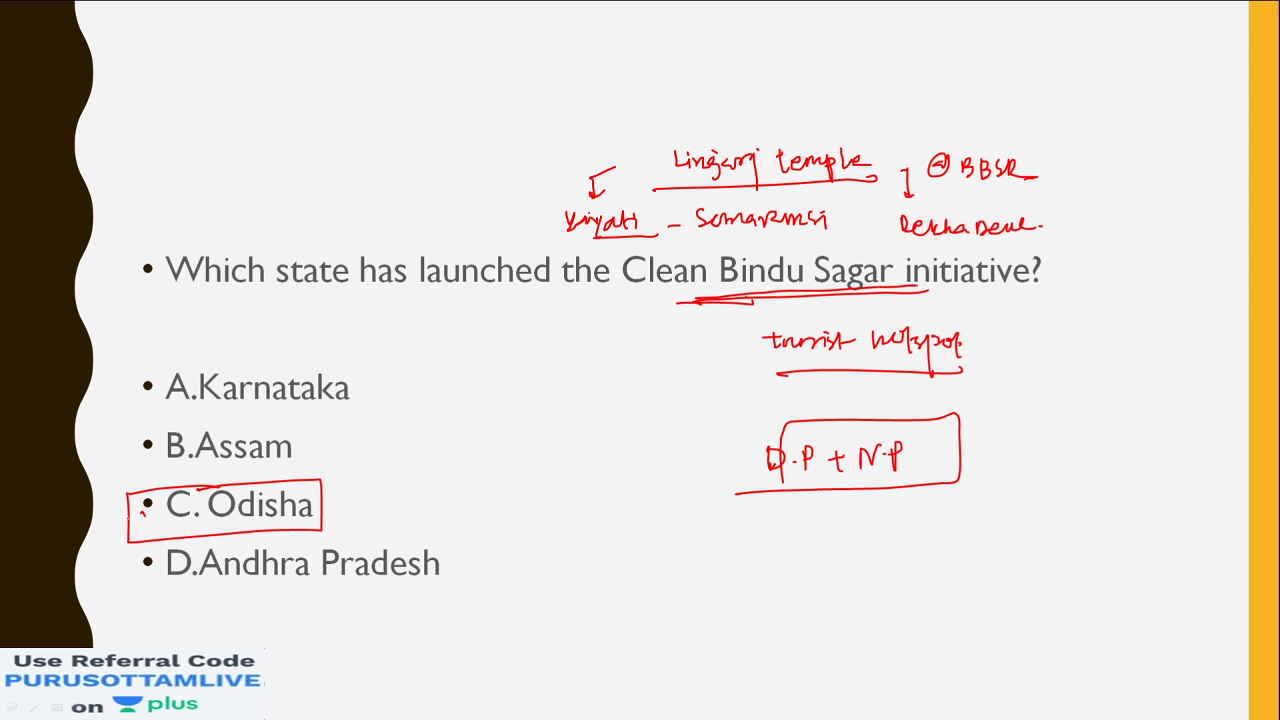 Lingaraj temple @ BBSR
Yayati - Somavamsi Rekha Deul.
• Which state has launched the Clean Bindu Sagar initiative?
tourist hotspot
• A.Karnataka
• B.Assam
D.P + N.P
• C. Odisha
• D.Andhra Pradesh
Use Referral Code
PURUSOTTAMLIVE
on plus